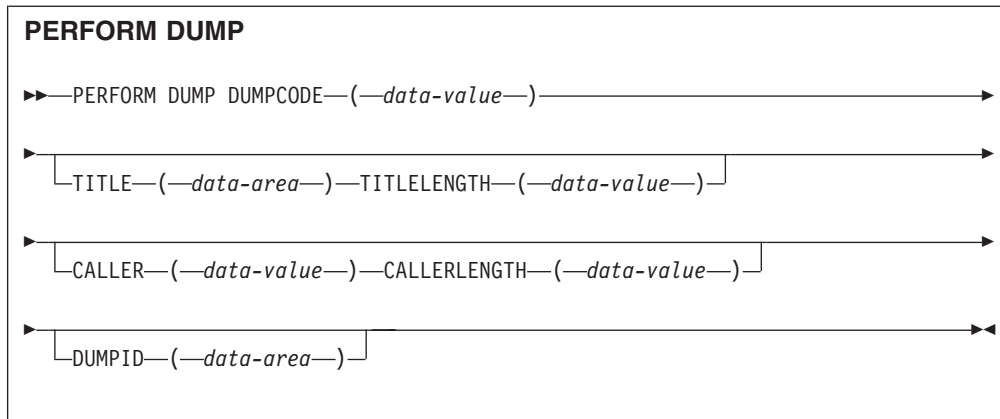 PERFORM DUMP
PERFORM DUMP DUMPCODE (data-value)
TITLE (data-area) TITLELENGTH (data-value)
CALLER (data-value) CALLERLENGTH (data-value)
DUMPID (data-area)